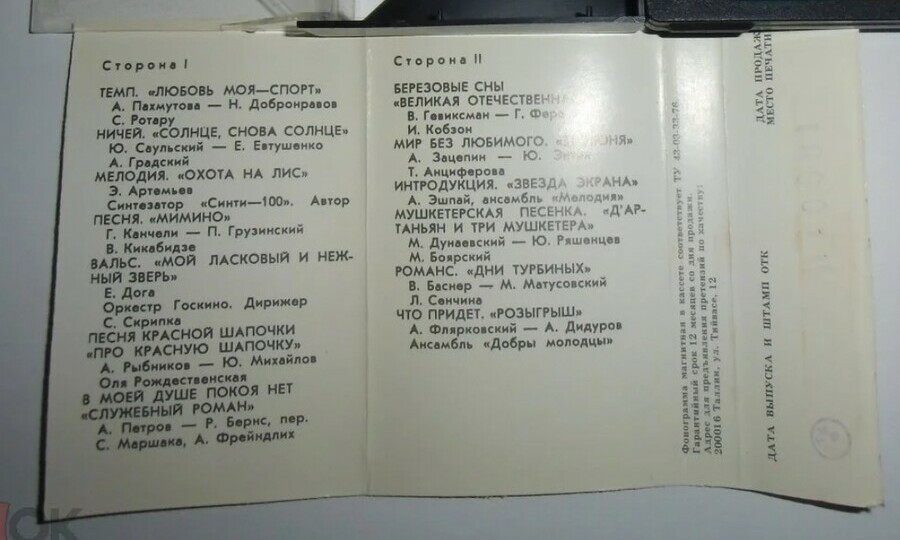 Сторона I
ТЕМП. «ЛЮБОВЬ МОЯ—СПОРТ»
А. Пахмутова — Н. Добронравов
С. Ротару
НИЧЕЙ. «СОЛНЦЕ, СНОВА СОЛНЦЕ»
Ю. Саульский — Е. Евтушенко
А. Градский
МЕЛОДИЯ. «ОХОТА НА ЛИС»
Э. Артемьев
Синтезатор «Синти—100». Автор
ПЕСНЯ. «МИМИНО»
Г. Канчели — П. Грузинский
В. Кикабидзе
ВАЛЬС. «МОЙ ЛАСКОВЫЙ И НЕЖ-
НЫЙ ЗВЕРЬ»
Е. Дога
Оркестр Госкино. Дирижер
С. Скрипка
ПЕСНЯ КРАСНОЙ ШАПОЧКИ
«ПРО КРАСНУЮ ШАПОЧКУ»
А. Рыбников — Ю. Михайлов
Оля Рождественская
В МОЕЙ ДУШЕ ПОКОЯ НЕТ
«СЛУЖЕБНЫЙ РОМАН»
А. Петров — Р. Бернс, пер.
С. Маршака, А. Фрейндлих
Сторона II
БЕРЕЗОВЫЕ СНЫ
«ВЕЛИКАЯ ОТЕЧЕСТВЕННАЯ
В. Гевиксман — Г.
И. Кобзон
МИР БЕЗ ЛЮБИМОГО.
А. Зацепин — Ю.
Т. Анциферова
ИНТРОДУКЦИЯ. «ЗВЕЗДА ЭКРАНА»
А. Эшпай, ансамбль «Мелодия»
МУШКЕТЕРСКАЯ ПЕСЕНКА. «Д'АР-
ТАНЬЯН И ТРИ МУШКЕТЕРА»
М. Дунаевский — Ю. Ряшенцев
М. Боярский
РОМАНС. «ДНИ ТУРБИНЫХ»
В. Баснер — М. Матусовский
Л. Сенчина
ЧТО ПРИДЕТ. «РОЗЫГРЫШ»
А. Флярковский — А. Дидуров
Ансамбль «Добры молодцы»
Фонограмма магнитная в кассете соответствует ТУ 43-03-33-76
Гарантийный срок 12 месяцев со дня продажи.
Адрес для предъявления претензий по качеству:
200016 Таллин, ул. Тийвасе, 12
ДАТА ВЫПУСКА И ШТАМП ОТК
ДАТА ПРОДАЖ
МЕСТО ПЕЧАТИ